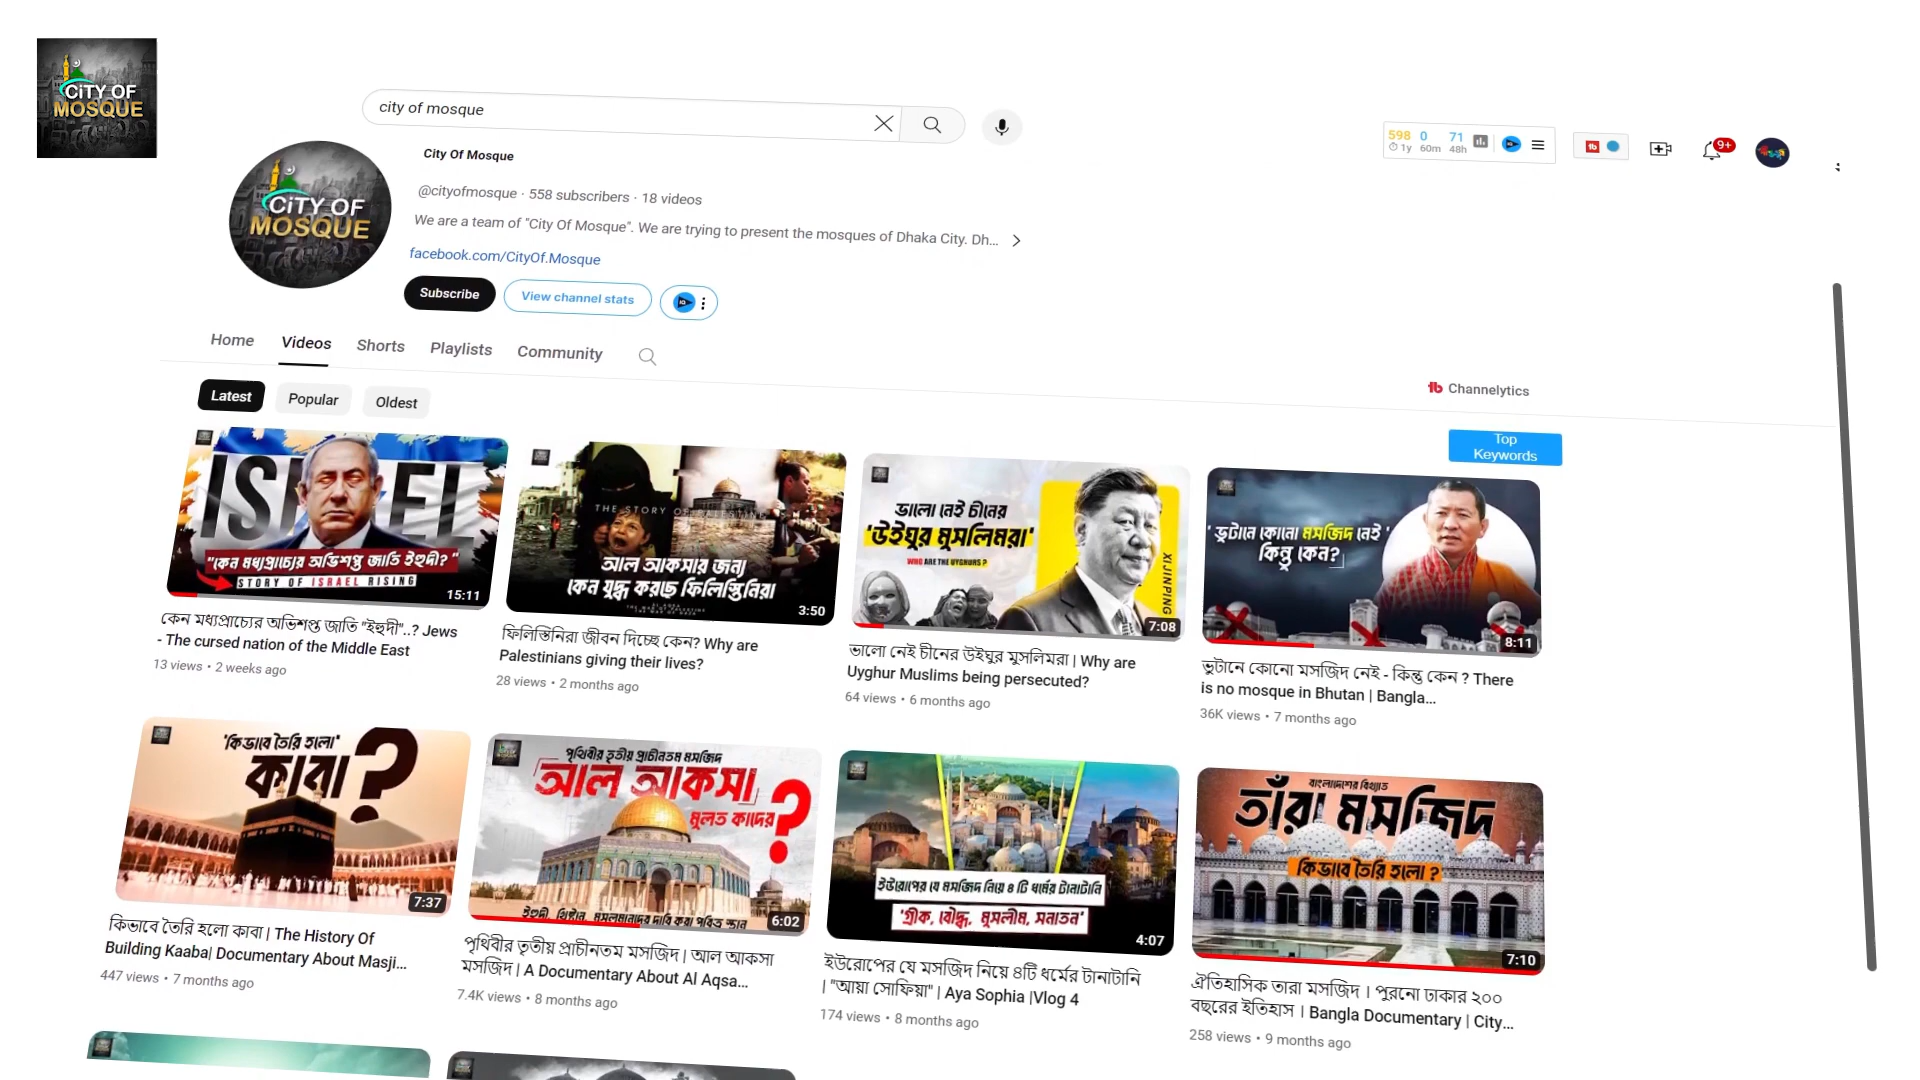 CiTY OF
MOSQUE
city of mosque
598 0 71
1y 60m 48h
9+
CiTY OF
MOSQUE
City Of Mosque
@cityofmosque · 558 subscribers · 18 videos
We are a team of "City Of Mosque". We are trying to present the mosques of Dhaka City. Dh...
facebook.com/CityOf.Mosque
Subscribe View channel stats
Home Videos Shorts Playlists Community
Channelytics
Latest Popular Oldest
Top
Keywords
ISRAEL
"কেন মধ্যপ্রাচ্যের অভিশপ্ত জাতি ইহুদী?"
STORY OF ISRAEL RISING
15:11
কেন মধ্যপ্রাচ্যের অভিশপ্ত জাতি "ইহুদী"..? Jews
- The cursed nation of the Middle East
13 views • 2 weeks ago
THE STORY OF PALESTINE
আল আকসার জন্য
কেন যুদ্ধ করছে ফিলিস্তিনিরা
3:50
ফিলিস্তিনিরা জীবন দিচ্ছে কেন? Why are
Palestinians giving their lives?
28 views • 2 months ago
ভালো নেই চীনের
'উইঘুর মুসলিমরা'
WHO ARE THE UYGHURS ?
XI JINPING
7:08
ভালো নেই চীনের উইঘুর মুসলিমরা | Why are
Uyghur Muslims being persecuted?
64 views • 6 months ago
' ভুটানে কোনো মসজিদ নেই '
কিন্তু কেন?
8:11
ভুটানে কোনো মসজিদ নেই - কিন্তু কেন ? There
is no mosque in Bhutan | Bangla...
36K views • 7 months ago
'কিভাবে তৈরি হলো'
কাবা ?
7:37
কিভাবে তৈরি হলো কাবা | The History Of
Building Kaaba| Documentary About Masji...
447 views • 7 months ago
পৃথিবীর তৃতীয় প্রাচীনতম মসজিদ
আল আকসা
মূলত কাদের ?
ইহুদী, খ্রিষ্টান, মুসলমানদের দাবি করা পবিত্র স্থান
6:02
পৃথিবীর তৃতীয় প্রাচীনতম মসজিদ | আল আকসা
মসজিদ | A Documentary About Al Aqsa...
7.4K views • 8 months ago
ইউরোপের যে মসজিদ নিয়ে ৪ টি ধর্মের টানাটানি
'গ্রীক, বৌদ্ধ, মুসলীম, সনাতন'
4:07
ইউরোপের যে মসজিদ নিয়ে ৪টি ধর্মের টানাটানি
| "আয়া সোফিয়া" | Aya Sophia |Vlog 4
174 views • 8 months ago
বাংলাদেশের বিখ্যাত
তাঁরা মসজিদ
কিভাবে তৈরি হলো ?
7:10
ঐতিহাসিক তারা মসজিদ । পুরনো ঢাকার ২০০
বছরের ইতিহাস । Bangla Documentary | City...
258 views • 9 months ago